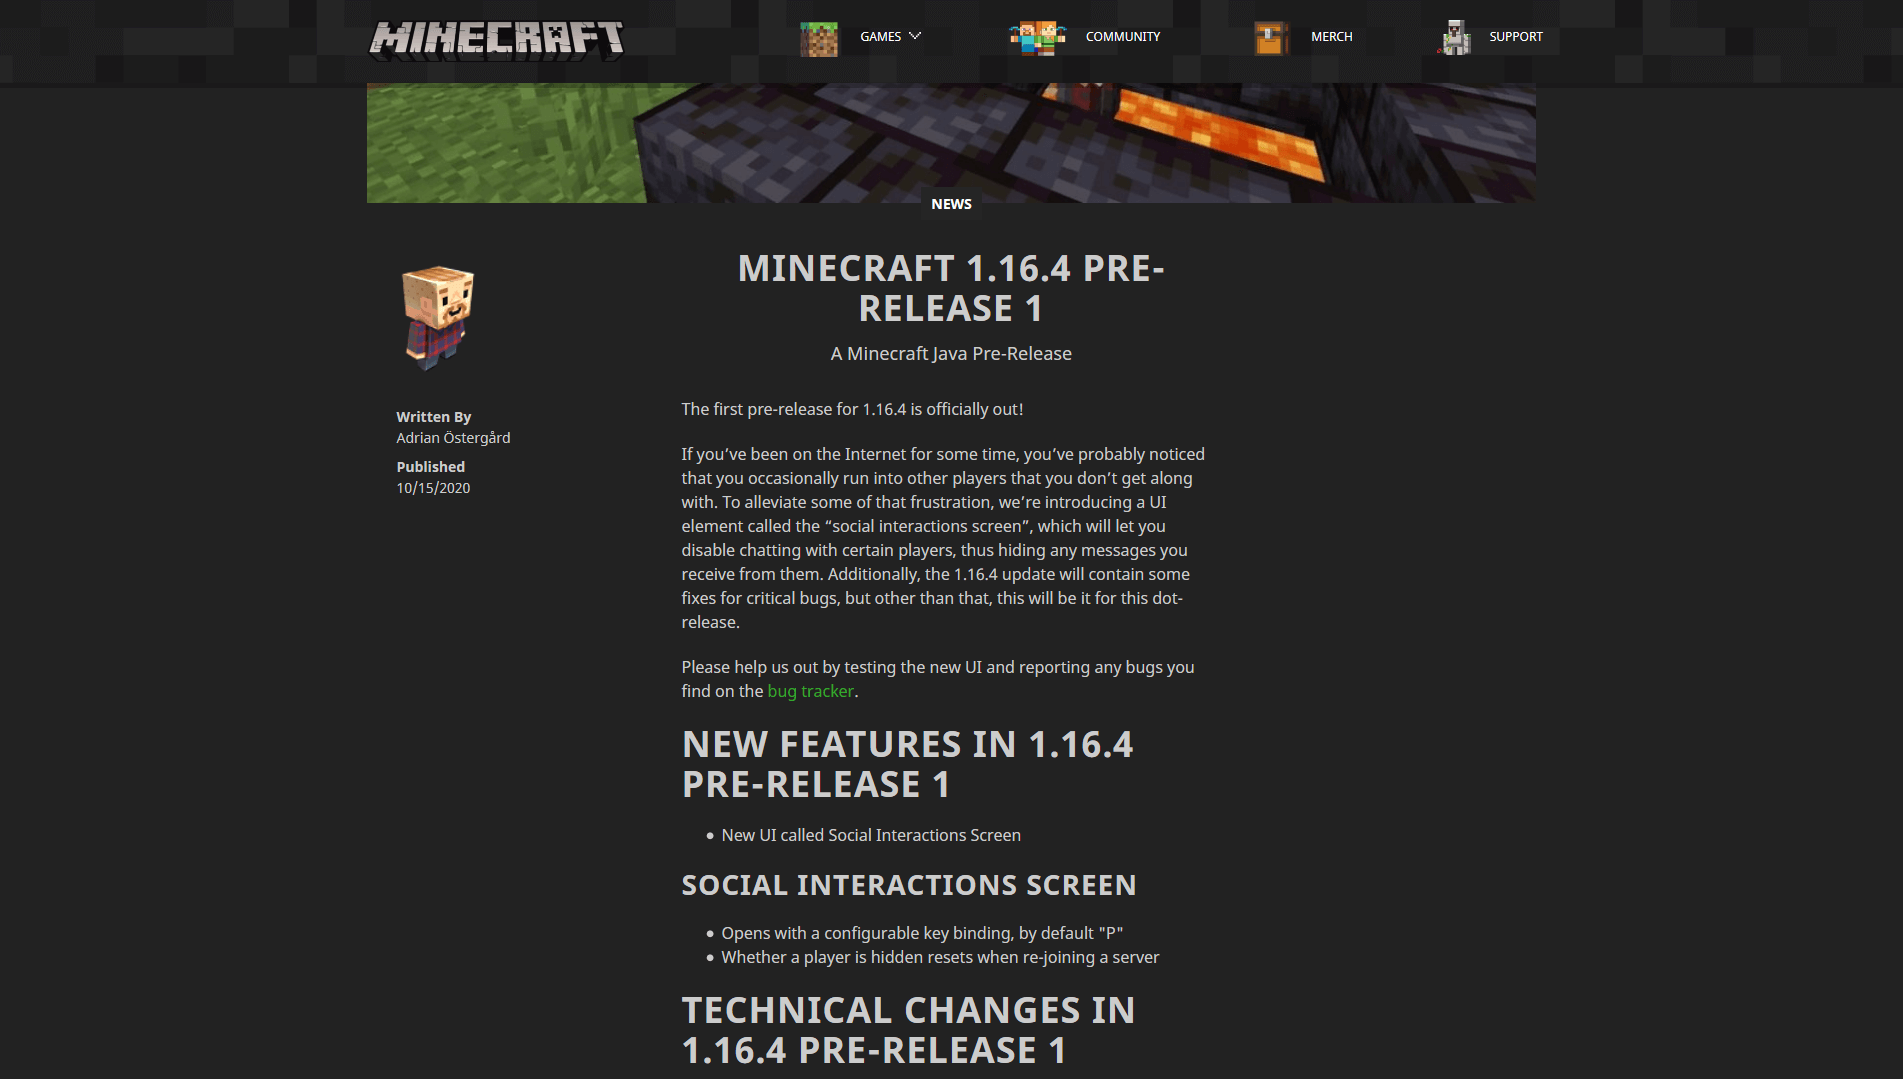 MINECRAFT
GAMES
COMMUNITY
MERCH
SUPPORT
NEWS
MINECRAFT 1.16.4 PRE-
RELEASE 1
A Minecraft Java Pre-Release
Written By
Adrian Östergård
Published
10/15/2020
The first pre-release for 1.16.4 is officially out!
If you’ve been on the Internet for some time, you’ve probably noticed
that you occasionally run into other players that you don’t get along
with. To alleviate some of that frustration, we’re introducing a UI
element called the “social interactions screen”, which will let you
disable chatting with certain players, thus hiding any messages you
receive from them. Additionally, the 1.16.4 update will contain some
fixes for critical bugs, but other than that, this will be it for this dot-
release.
Please help us out by testing the new UI and reporting any bugs you
find on the bug tracker.
NEW FEATURES IN 1.16.4
PRE-RELEASE 1
• New UI called Social Interactions Screen
SOCIAL INTERACTIONS SCREEN
• Opens with a configurable key binding, by default "P"
• Whether a player is hidden resets when re-joining a server
TECHNICAL CHANGES IN
1.16.4 PRE-RELEASE 1